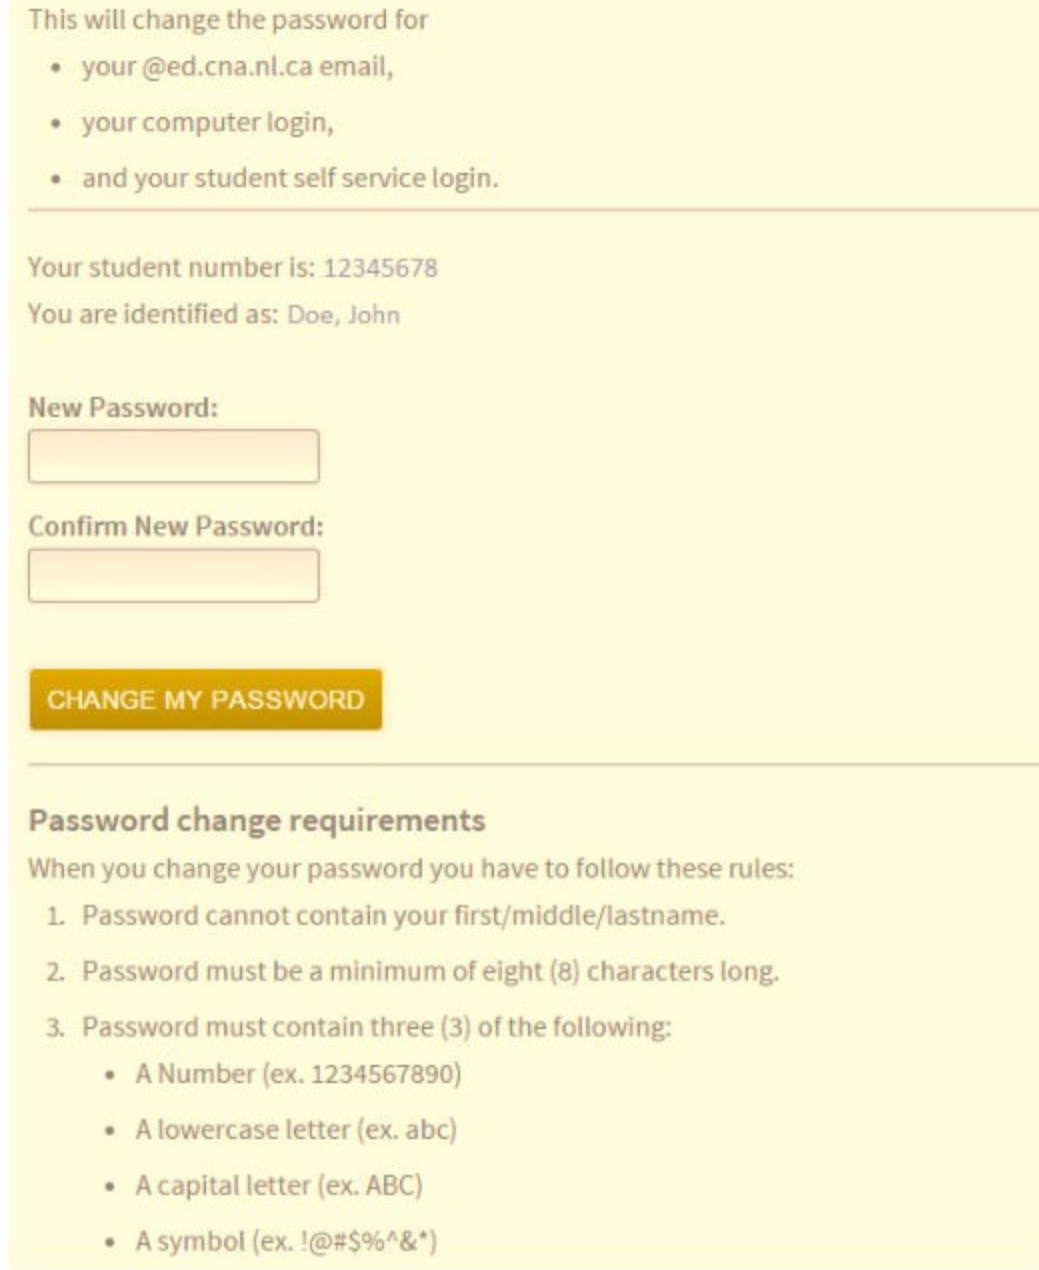 This will change the password for
• your @ed.cna.nl.ca email,
• your computer login,
• and your student self service login.
Your student number is: 12345678
You are identified as: Doe, John
New Password:
Confirm New Password:
CHANGE MY PASSWORD
Password change requirements
When you change your password you have to follow these rules:
1. Password cannot contain your first/middle/lastname.
2. Password must be a minimum of eight (8) characters long.
3. Password must contain three (3) of the following:
• A Number (ex. 1234567890)
• A lowercase letter (ex. abc)
• A capital letter (ex. ABC)
• A symbol (ex. !@#$%^&*)